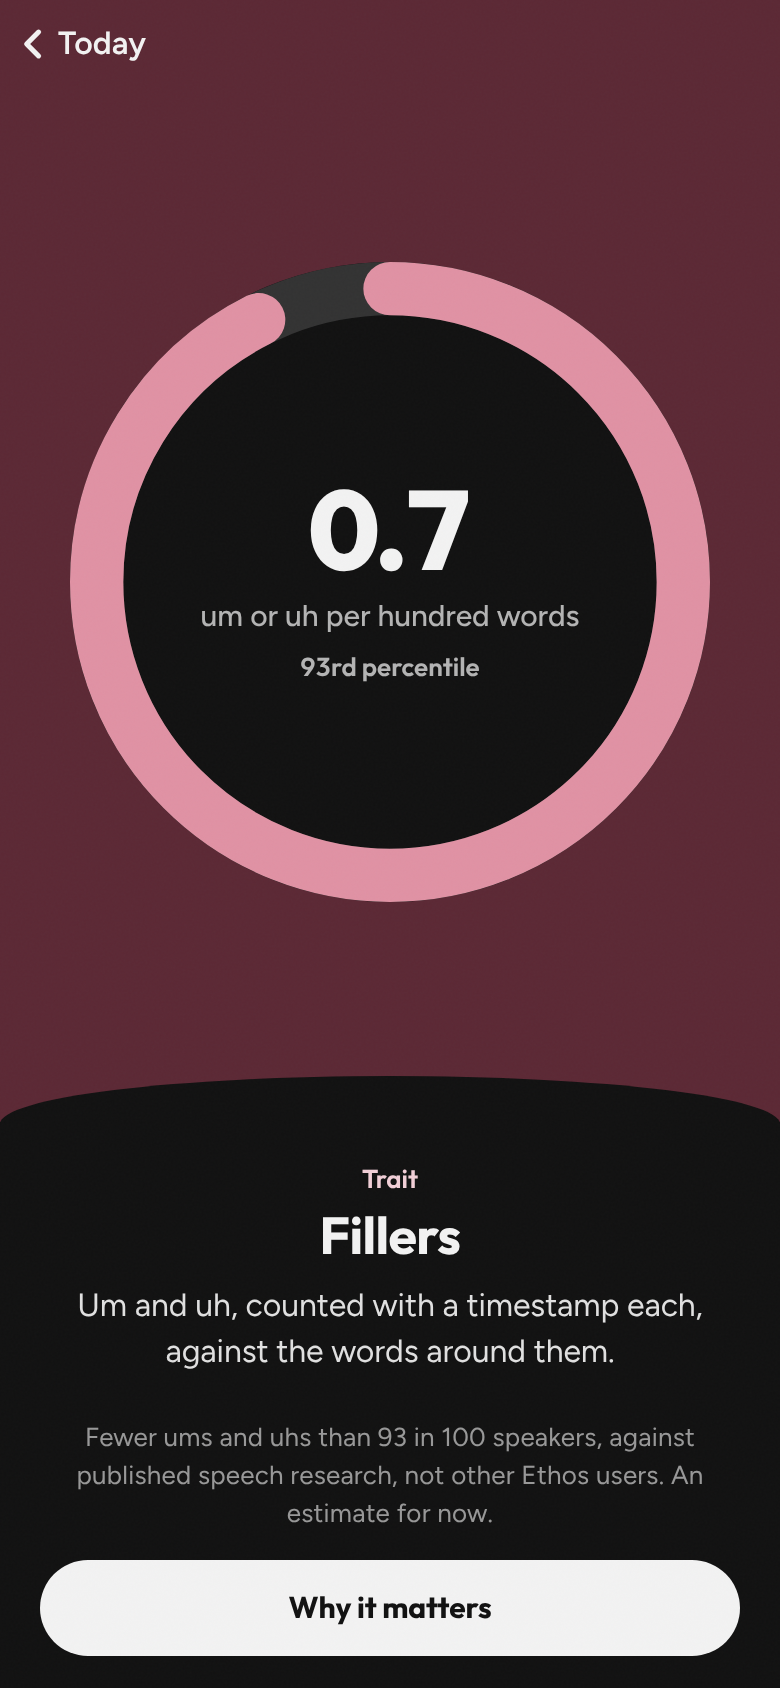 Today
0.7
um or uh per hundred words
93rd percentile
Trait
Fillers
Um and uh, counted with a timestamp each,
against the words around them.
Fewer ums and uhs than 93 in 100 speakers, against
published speech research, not other Ethos users. An
estimate for now.
Why it matters